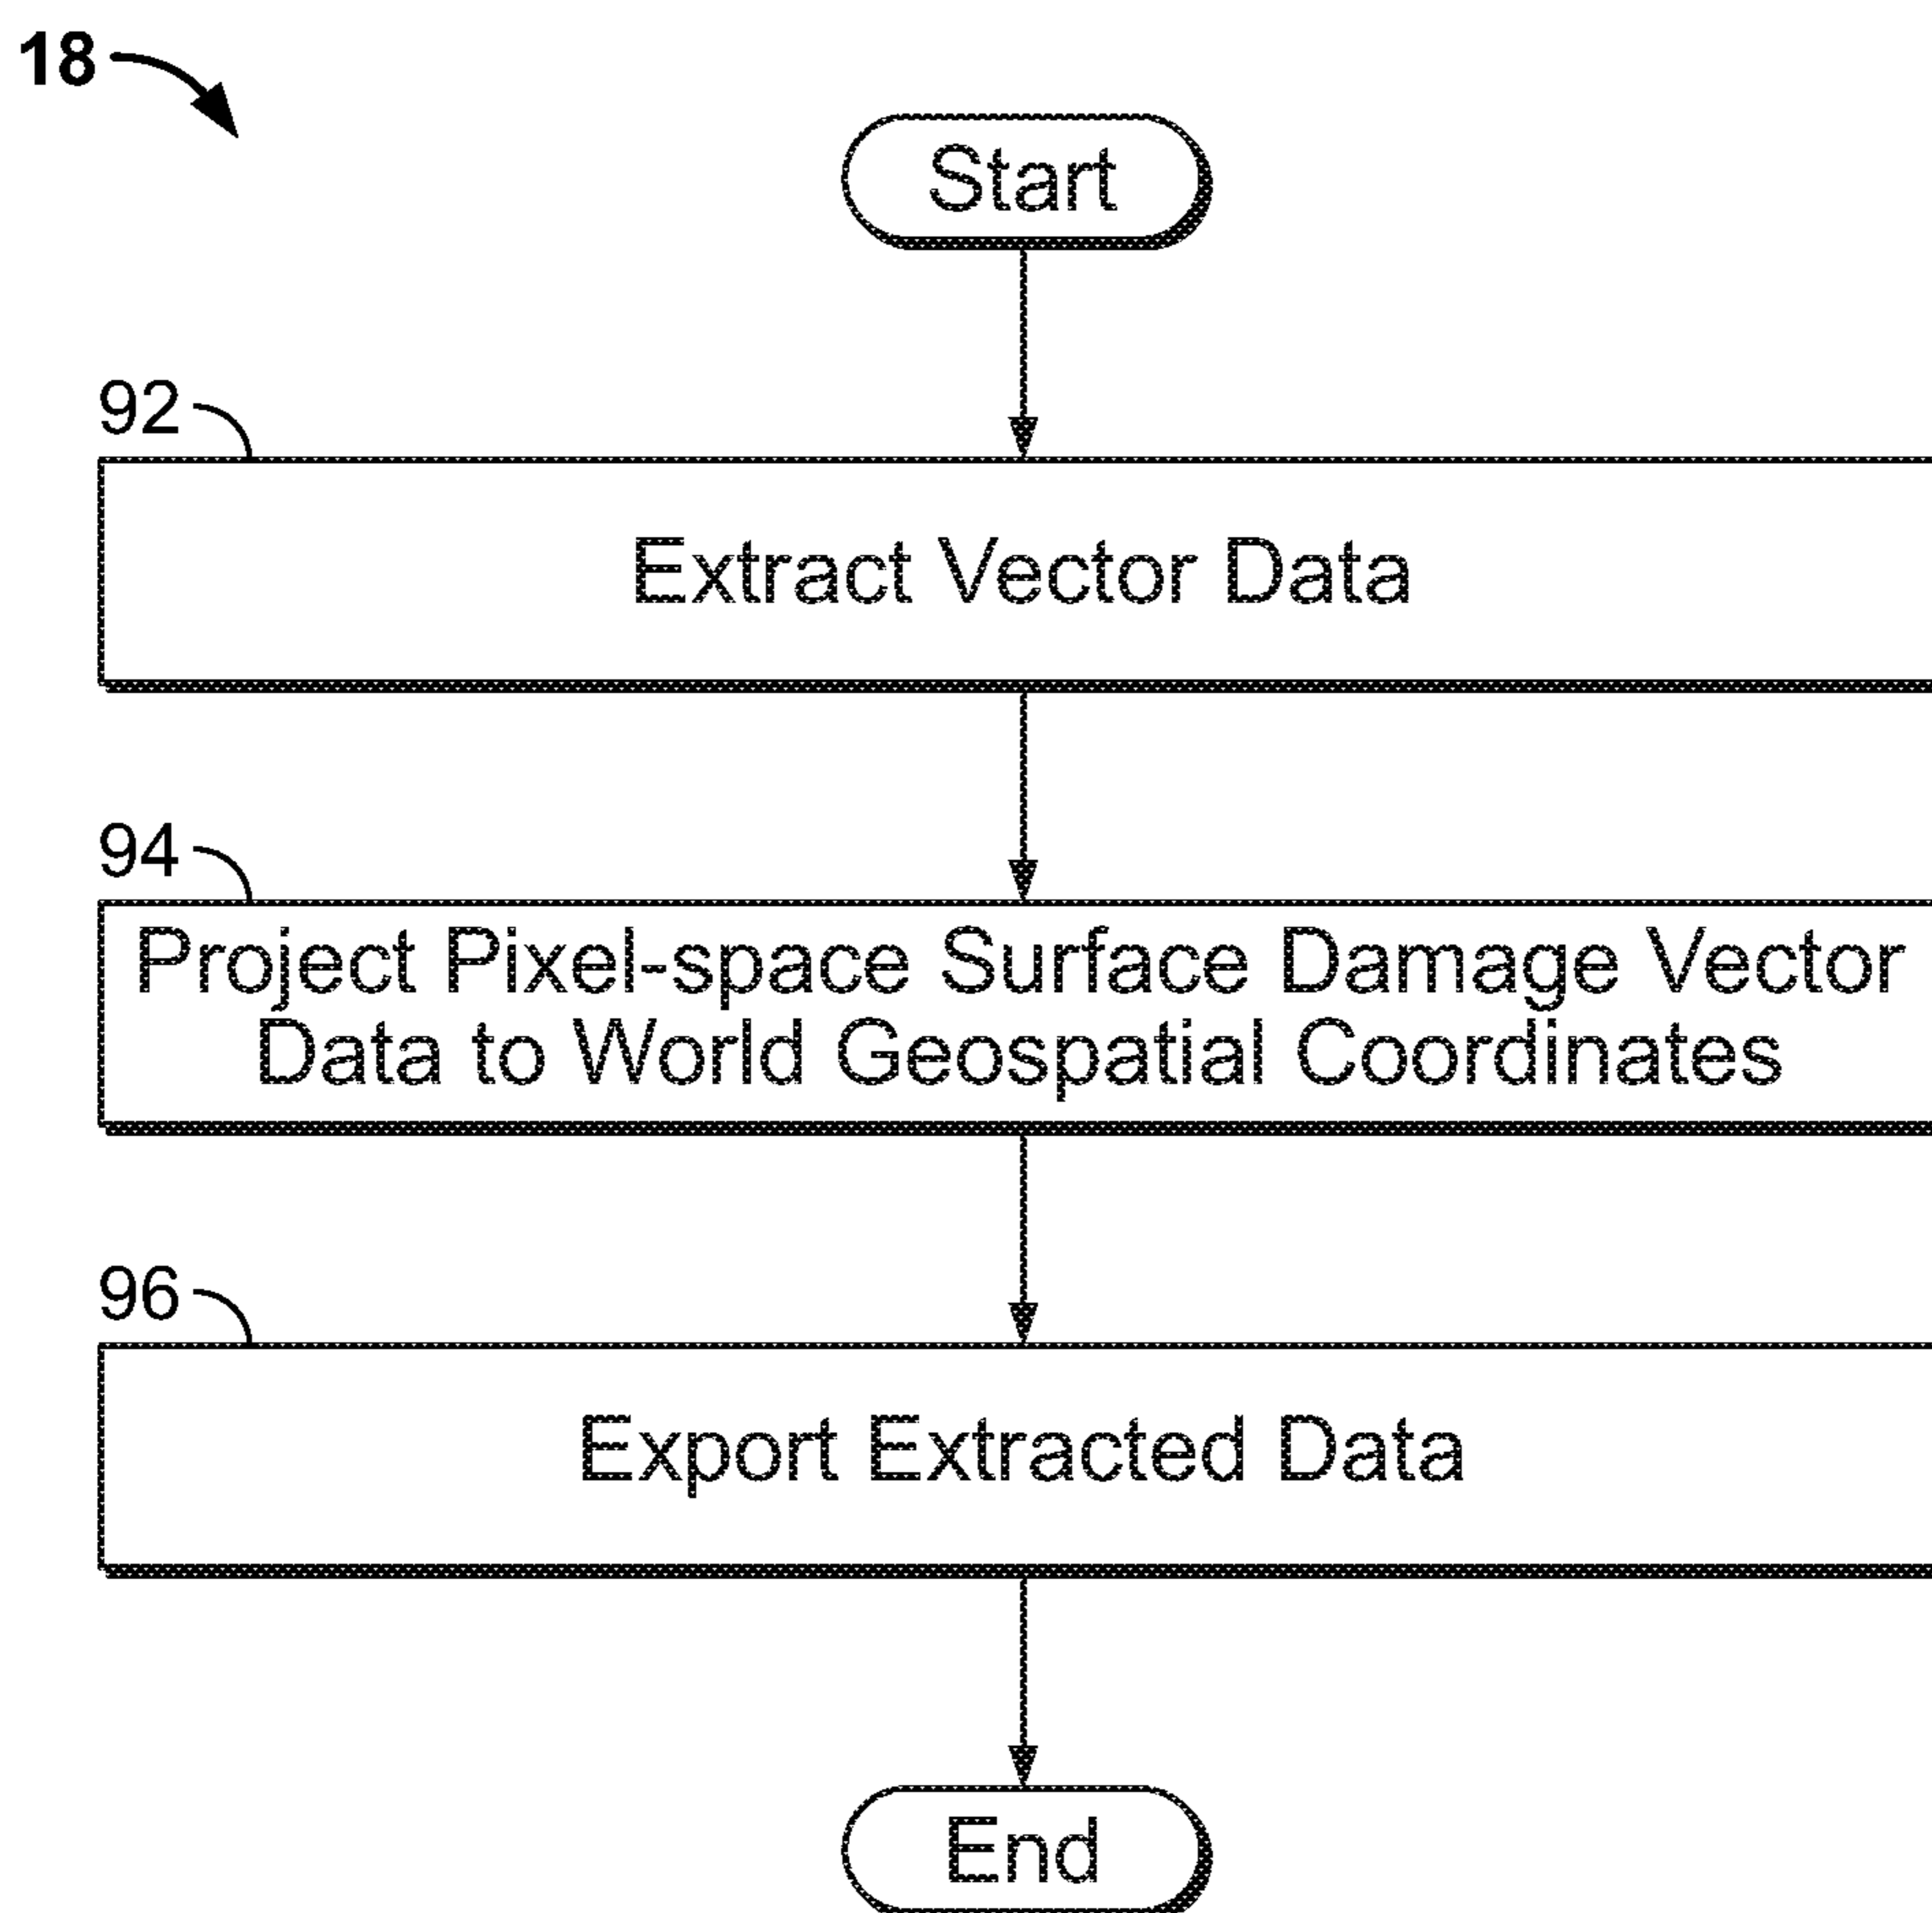 18
Start
92
Extract Vector Data
94
Project Pixel-space Surface Damage Vector
Data to World Geospatial Coordinates
96
Export Extracted Data
End